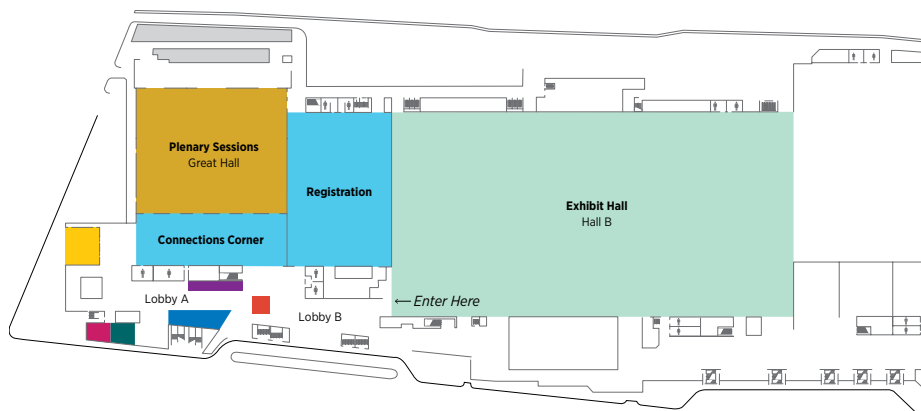 Plenary Sessions
Great Hall
Registration
Exhibit Hall
Hall B
Connections Corner
Lobby A
Lobby B
← Enter Here